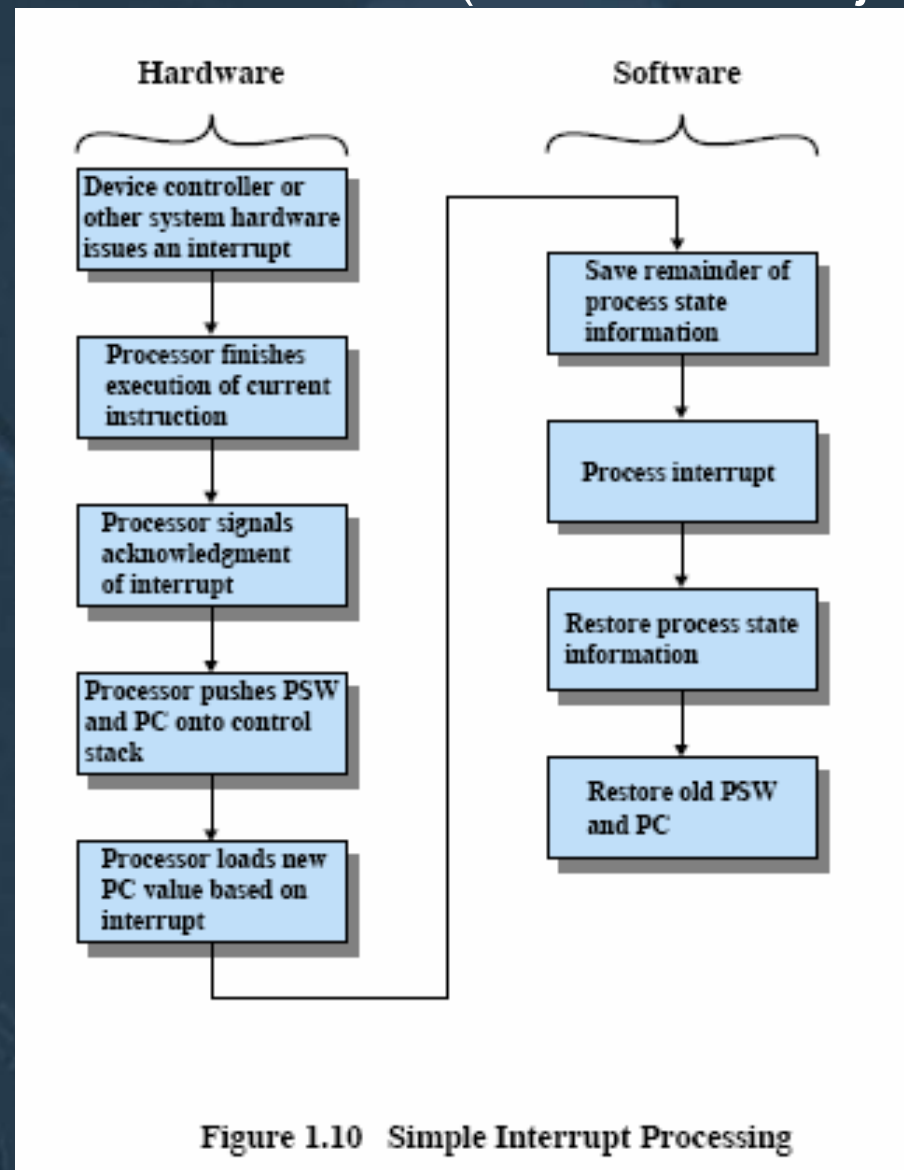 Hardware
Device controller or
other system hardware
issues an interrupt
Processor finishes
execution of current
instruction
Processor signals
acknowledgment
of interrupt
Processor pushes PSW
and PC onto control
stack
Processor loads new
PC value based on
interrupt
Software
Save remainder of
process state
information
Process interrupt
Restore process state
information
Restore old PSW
and PC
Figure 1.10 Simple Interrupt Processing